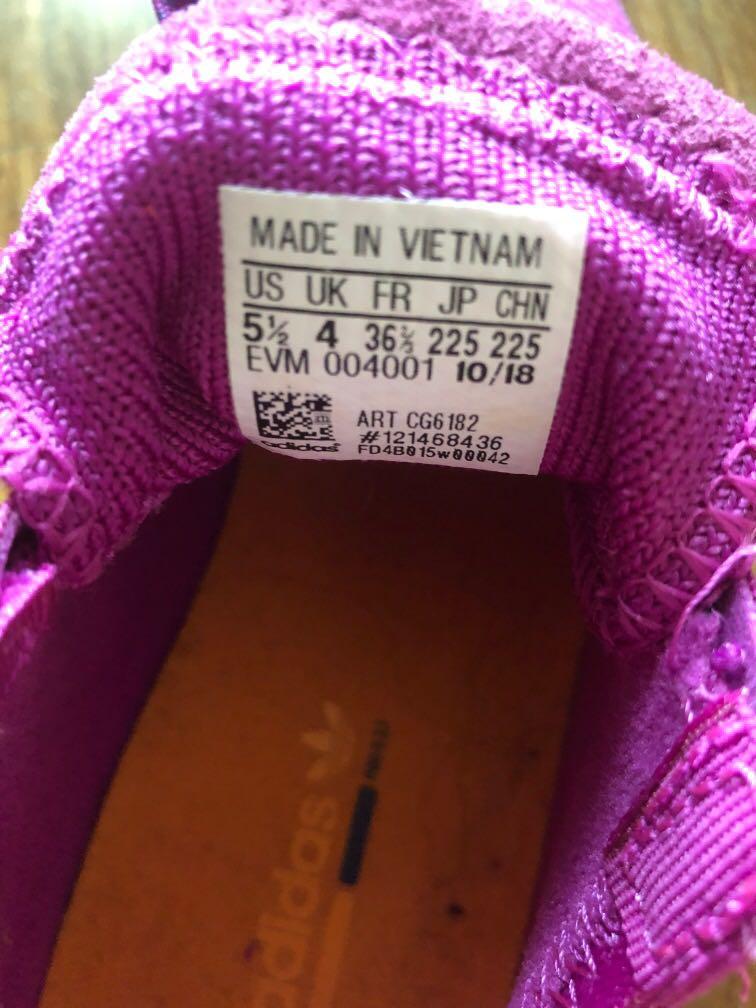 MADE IN VIETNAM
US UK FR JP CHN
5½ 4 36⅔ 225 225
EVM 004001 10/18
ART CG6182
#121468436
FD4B015w00042
adidas
adidas